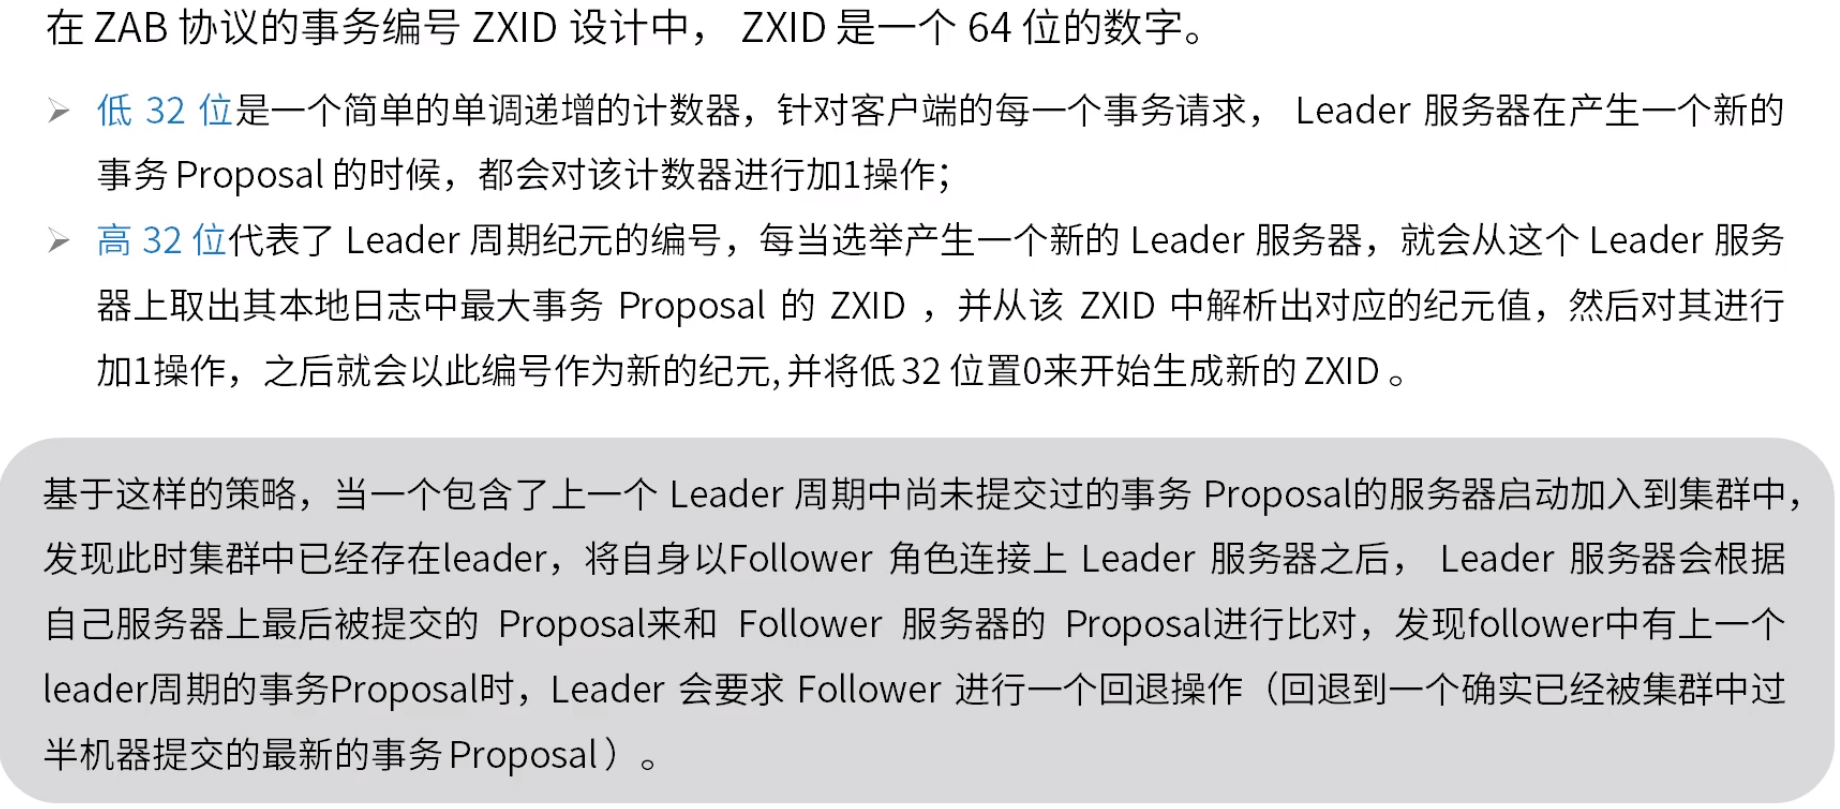 在 ZAB 协议的事务编号 ZXID 设计中， ZXID 是一个 64 位的数字。
低 32 位是一个简单的单调递增的计数器，针对客户端的每一个事务请求， Leader 服务器在产生一个新的
事务 Proposal 的时候，都会对该计数器进行加1操作；
高 32 位代表了 Leader 周期纪元的编号，每当选举产生一个新的 Leader 服务器，就会从这个 Leader 服务
器上取出其本地日志中最大事务 Proposal 的 ZXID ，并从该 ZXID 中解析出对应的纪元值，然后对其进行
加1操作，之后就会以此编号作为新的纪元,并将低 32 位置0来开始生成新的 ZXID 。
基于这样的策略，当一个包含了上一个 Leader 周期中尚未提交过的事务 Proposal的服务器启动加入到集群中，
发现此时集群中已经存在leader，将自身以Follower 角色连接上 Leader 服务器之后， Leader 服务器会根据
自己服务器上最后被提交的 Proposal来和 Follower 服务器的 Proposal进行比对，发现follower中有上一个
leader周期的事务Proposal时，Leader 会要求 Follower 进行一个回退操作（回退到一个确实已经被集群中过
半机器提交的最新的事务 Proposal ）。